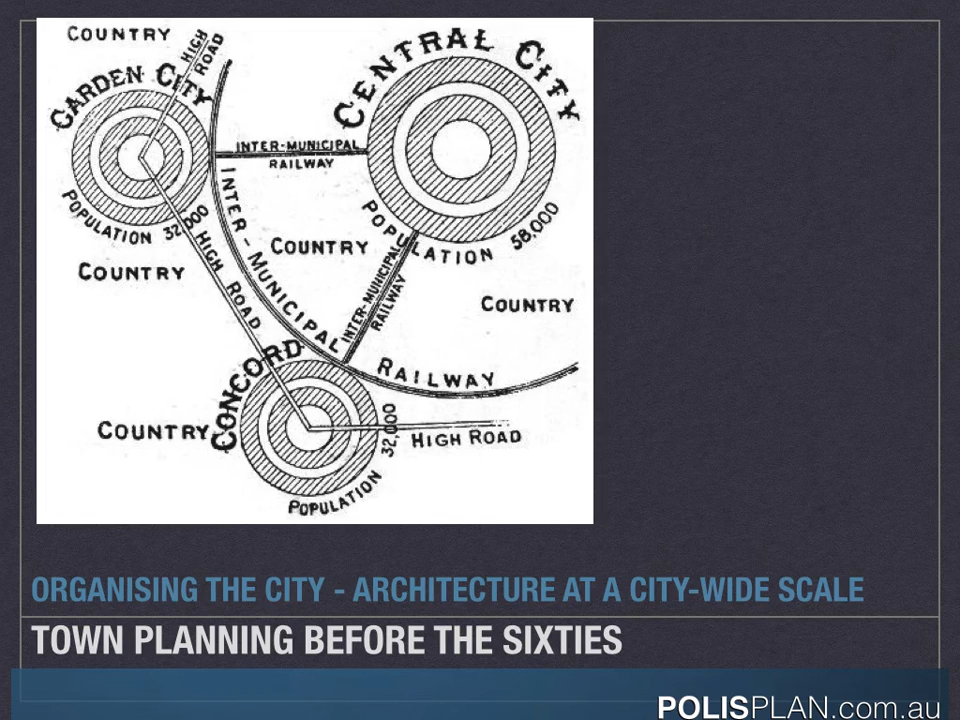 COUNTRY
HIGH ROAD
GARDEN CITY
CENTRAL CITY
INTER-MUNICIPAL
RAILWAY
POPULATION 32,000
POPULATION 58,000
INTER-MUNICIPAL
RAILWAY
COUNTRY
COUNTRY
HIGH ROAD
INTER-MUNICIPAL
RAILWAY
COUNTRY
CONCORD
COUNTRY
32,000
HIGH ROAD
POPULATION
ORGANISING THE CITY - ARCHITECTURE AT A CITY-WIDE SCALE
TOWN PLANNING BEFORE THE SIXTIES
POLISPLAN.com.au